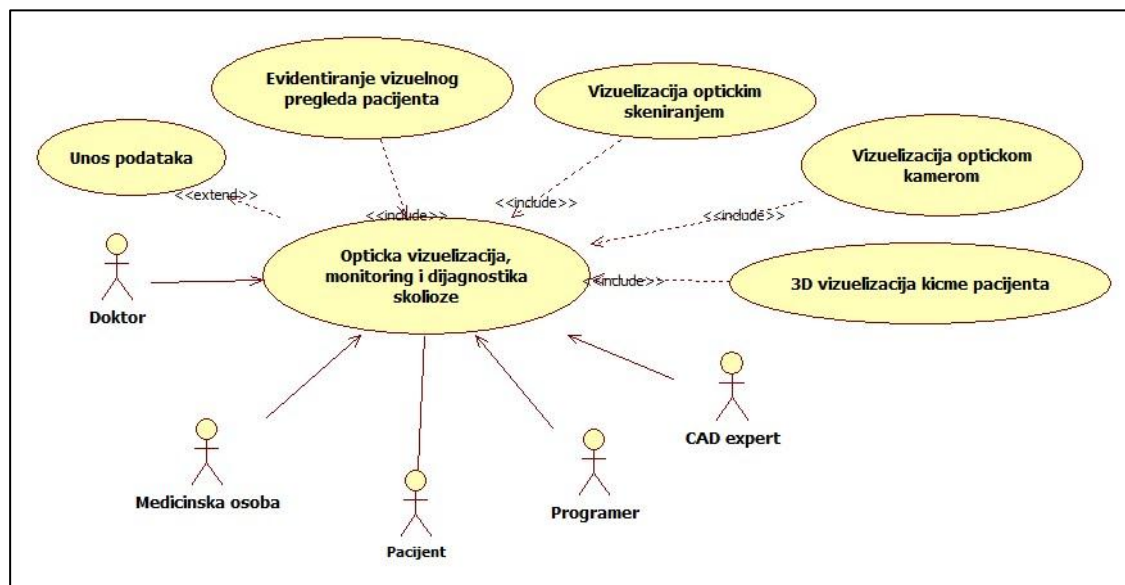 Evidentiranje vizuelnog
pregleda pacijenta
Vizuelizacija optickim
skeniranjem
Unos podataka
Vizuelizacija optickom
kamerom
<<extend>>
<<include>>
<<include>>
<<include>>
Opticka vizuelizacija,
monitoring i dijagnostika
skolioze
<<include>>
3D vizuelizacija kicme pacijenta
Doktor
CAD expert
Medicinska osoba
Programer
Pacijent